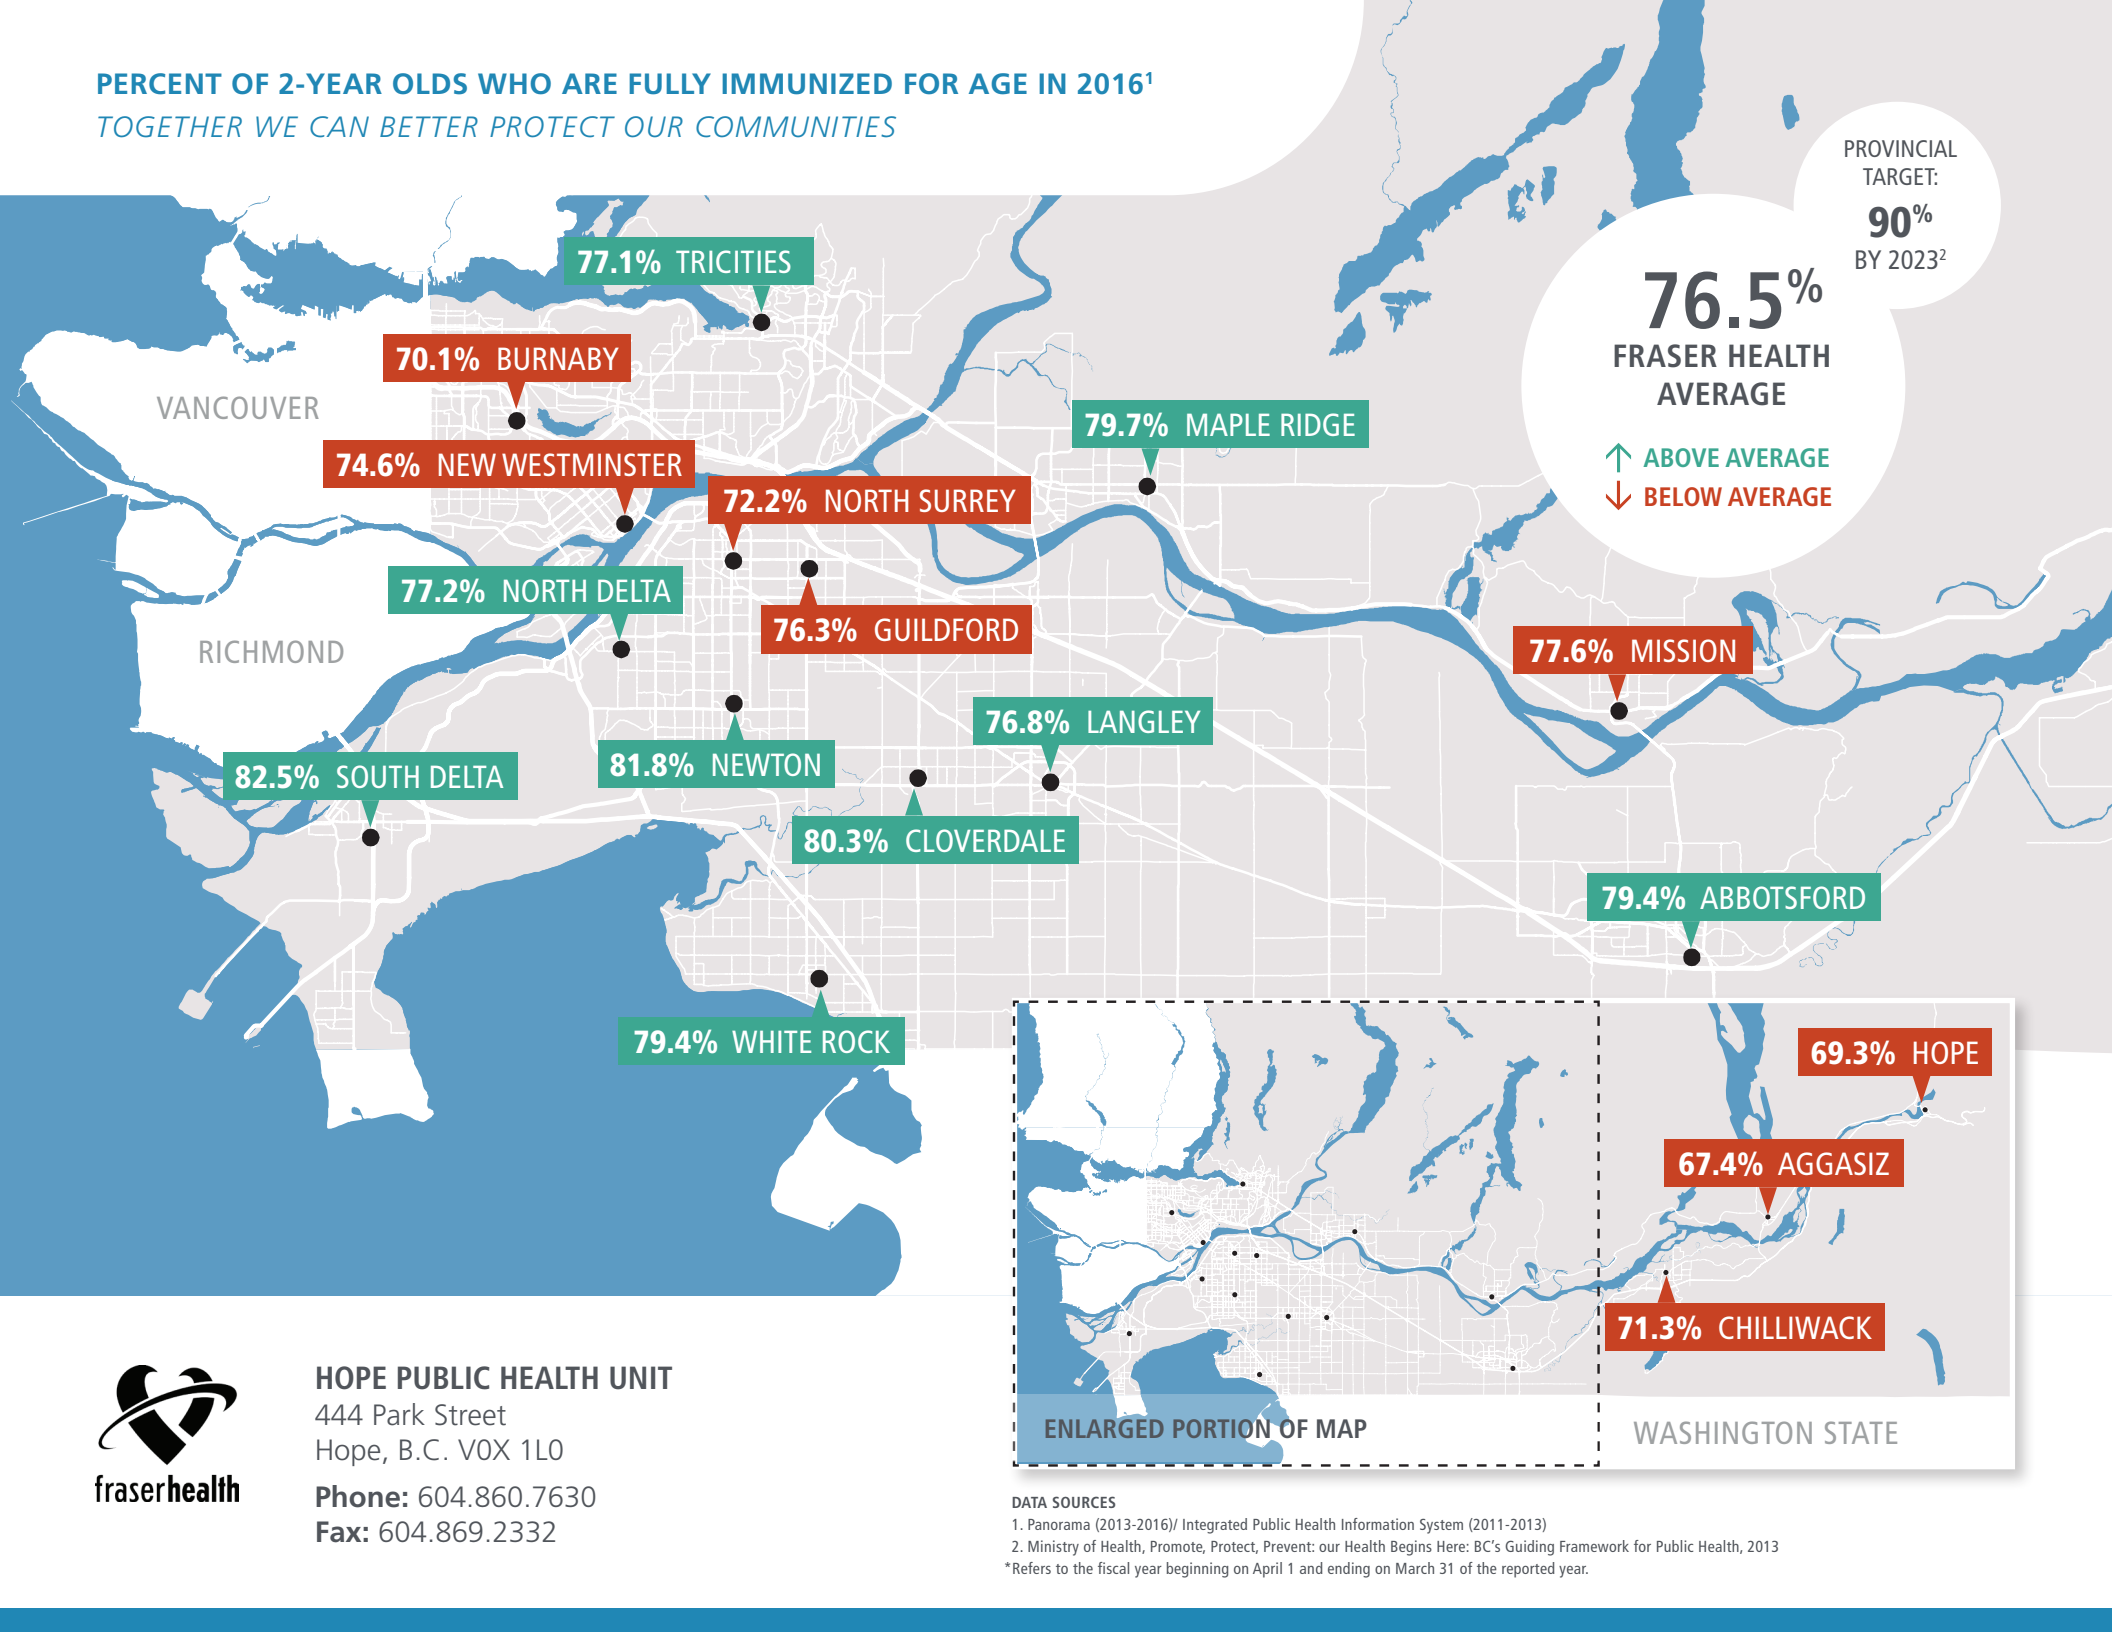 PERCENT OF 2-YEAR OLDS WHO ARE FULLY IMMUNIZED FOR AGE IN 2016¹
TOGETHER WE CAN BETTER PROTECT OUR COMMUNITIES
PROVINCIAL
TARGET:
90%
BY 2023²
76.5%
FRASER HEALTH
AVERAGE
↑ ABOVE AVERAGE
↓ BELOW AVERAGE
77.1% TRICITIES
70.1% BURNABY
VANCOUVER
79.7% MAPLE RIDGE
74.6% NEW WESTMINSTER
72.2% NORTH SURREY
77.2% NORTH DELTA
76.3% GUILDFORD
RICHMOND
77.6% MISSION
76.8% LANGLEY
81.8% NEWTON
82.5% SOUTH DELTA
80.3% CLOVERDALE
79.4% ABBOTSFORD
79.4% WHITE ROCK
69.3% HOPE
67.4% AGGASIZ
71.3% CHILLIWACK
ENLARGED PORTION OF MAP
WASHINGTON STATE
fraserhealth
HOPE PUBLIC HEALTH UNIT
444 Park Street
Hope, B.C. V0X 1L0
Phone: 604.860.7630
Fax: 604.869.2332
DATA SOURCES
1. Panorama (2013-2016)/ Integrated Public Health Information System (2011-2013)
2. Ministry of Health, Promote, Protect, Prevent: our Health Begins Here: BC's Guiding Framework for Public Health, 2013
*Refers to the fiscal year beginning on April 1 and ending on March 31 of the reported year.